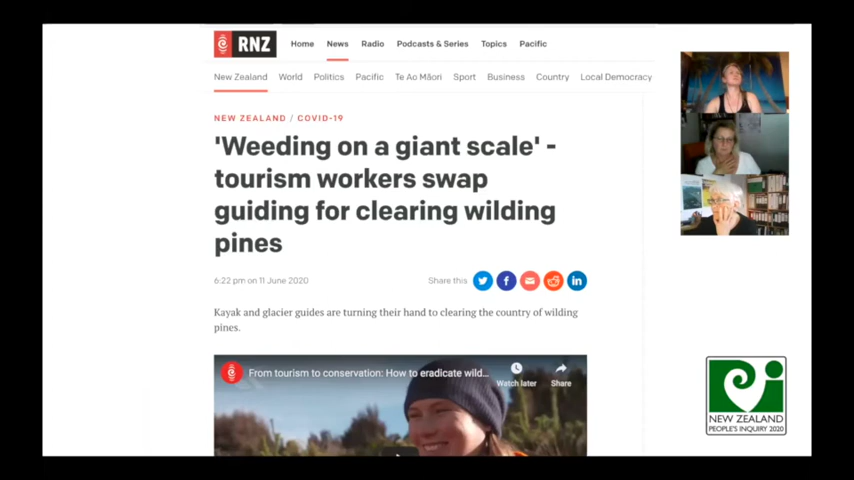 RNZ
Home News Radio Podcasts & Series Topics Pacific
New Zealand World Politics Pacific Te Ao Māori Sport Business Country Local Democracy
NEW ZEALAND / COVID-19
'Weeding on a giant scale' -
tourism workers swap
guiding for clearing wilding
pines
6:22 pm on 11 June 2020
Share this
Kayak and glacier guides are turning their hand to clearing the country of wilding
pines.
From tourism to conservation: How to eradicate wild...
Watch later
Share
NEW ZEALAND
PEOPLE'S INQUIRY 2020